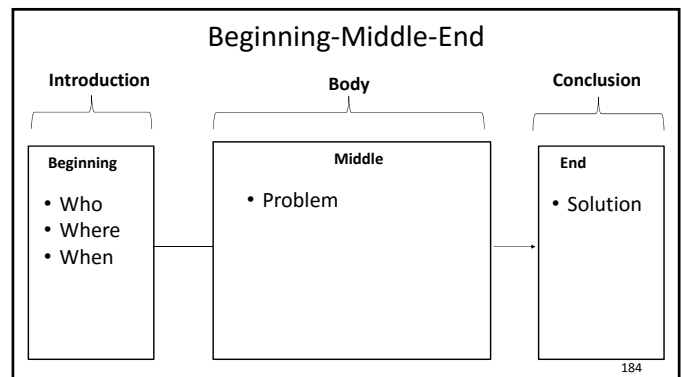 Beginning-Middle-End
Introduction
Body
Conclusion
Beginning
• Who
• Where
• When
Middle
• Problem
End
• Solution
184